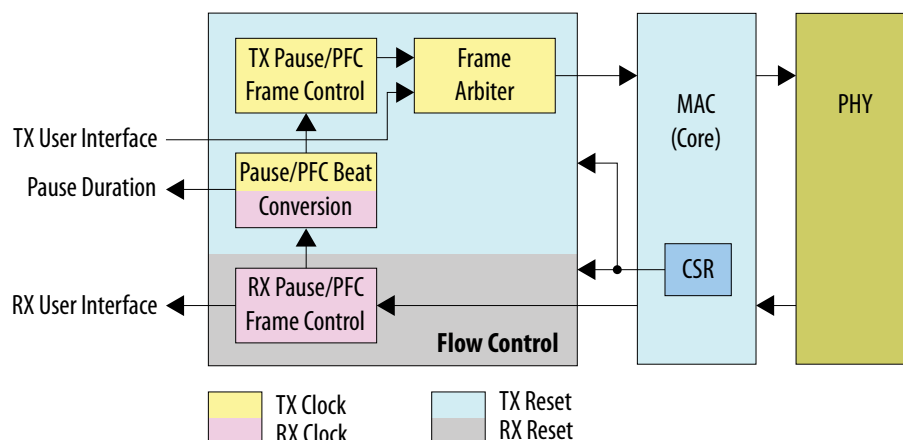 TX Pause/PFC
Frame Control
Frame
Arbiter
MAC
(Core)
PHY
TX User Interface
Pause Duration
Pause/PFC Beat
Conversion
CSR
RX User Interface
RX Pause/PFC
Frame Control
Flow Control
TX Clock
RX Clock
TX Reset
RX Reset